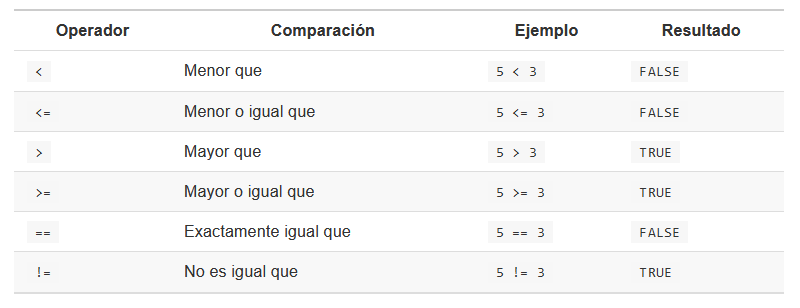 Operador Comparación Ejemplo Resultado
< Menor que 5 < 3 FALSE
<= Menor o igual que 5 <= 3 FALSE
> Mayor que 5 > 3 TRUE
>= Mayor o igual que 5 >= 3 TRUE
== Exactamente igual que 5 == 3 FALSE
!= No es igual que 5 != 3 TRUE